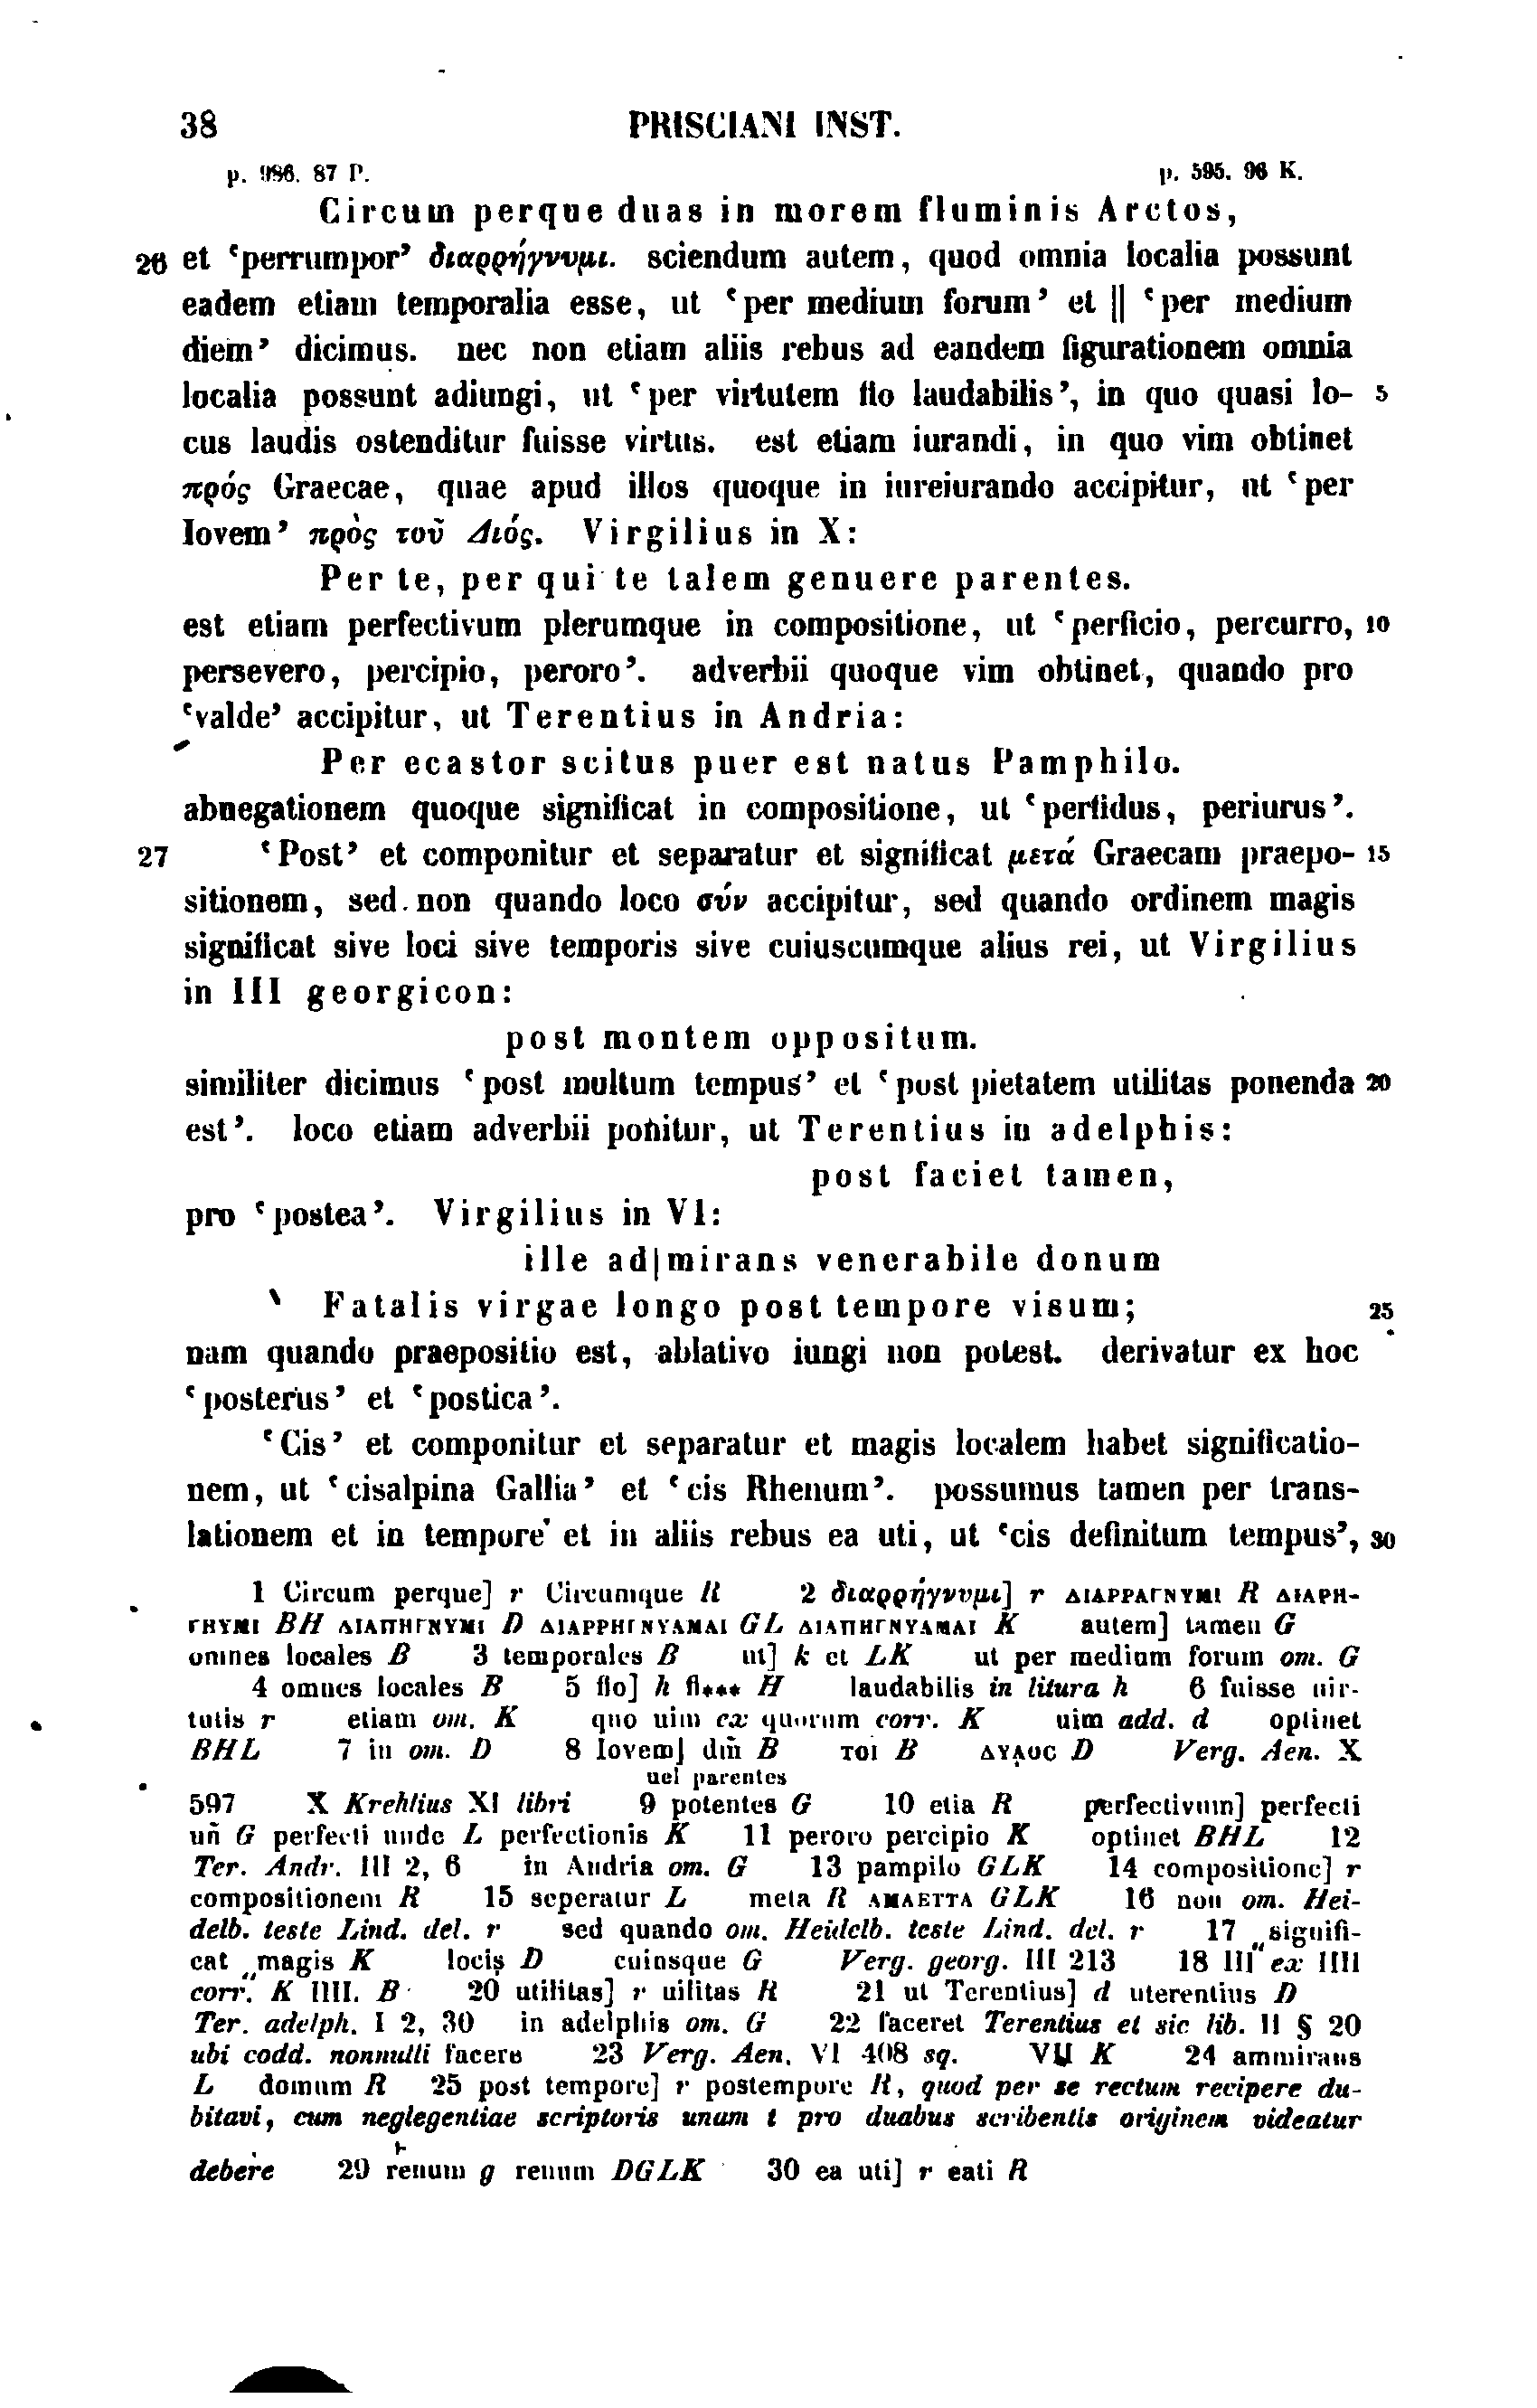 38 PRISCIANI INST.
p. 986. 87 P. p. 595. 96 K.
Circum perque duas in morem fluminis Arctos,
26 et ‘perrumpor’ διαρρήγνυμι. sciendum autem, quod omnia localia possunt
eadem etiam temporalia esse, ut ‘per medium forum’ et || ‘per medium
diem’ dicimus. nec non etiam aliis rebus ad eandem figurationem omnia
localia possunt adiungi, ut ‘per virtutem fio laudabilis’, in quo quasi lo- 5
cus laudis ostenditur fuisse virtus. est etiam iurandi, in quo vim obtinet
πρός Graecae, quae apud illos quoque in iureiurando accipitur, ut ‘per
Iovem’ πρὸς τοῦ Διός. Virgilius in X:
Per te, per qui te talem genuere parentes.
est etiam perfectivum plerumque in compositione, ut ‘perficio, percurro, 10
persevero, percipio, peroro’. adverbii quoque vim obtinet, quando pro
‘valde’ accipitur, ut Terentius in Andria:
Per ecastor scitus puer est natus Pamphilo.
abnegationem quoque significat in compositione, ut ‘perfidus, periurus’.
27 ‘Post’ et componitur et separatur et significat μετά Graecam praepo- 15
sitionem, sed non quando loco σύν accipitur, sed quando ordinem magis
significat sive loci sive temporis sive cuiuscumque alius rei, ut Virgilius
in III georgicon:
post montem oppositum.
similiter dicimus ‘post multum tempus’ et ‘post pietatem utilitas ponenda 20
est’. loco etiam adverbii ponitur, ut Terentius in adelphis:
post faciet tamen,
pro ‘postea’. Virgilius in VI:
ille ad|mirans venerabile donum
Fatalis virgae longo post tempore visum; 25
nam quando praepositio est, ablativo iungi non potest. derivatur ex hoc
‘posterus’ et ‘postica’.
‘Cis’ et componitur et separatur et magis localem habet significatio-
nem, ut ‘cisalpina Gallia’ et ‘cis Rhenum’. possumus tamen per trans-
lationem et in tempore et in aliis rebus ea uti, ut ‘cis definitum tempus’, 30
1 Circum perque] r Circumque R 2 διαρρήγνυμι] r ΔΙΑΡΡΑΓΝΥΜΙ R ΔΙΑΡΗ-
ΓΗΥΜΙ BH ΔΙΑΠΗΓΝΥΜΙ D ΔΙΑΡΡΗΓΝΥΑΜΑΙ GL ΔΙΑΠΗΓΝΥΑΜΑΙ K autem] tamen G
omnes locales B 3 temporales B ut] k et LK ut per medium forum om. G
4 omnes locales B 5 fio] h fi*** H laudabilis in litura h 6 fuisse uir-
tutis r etiam om. K quo uim ex quorum corr. K uim add. d optinet
BHL 7 in om. D 8 Iovem] dm̄ B τοι B ΔΥΛΟC D Verg. Aen. X
uel parentes
597 X Krehlius XI libri 9 potentes G 10 etia R perfectivum] perfecti
un̄ G perfecti unde L perfectionis K 11 peroro percipio K optinet BHL 12
Ter. Andr. III 2, 6 in Andria om. G 13 pampilo GLK 14 compositione] r
compositionem R 15 seperatur L meta R ΑΜΑΕΤΤΑ GLK 16 non om. Hei-
delb. teste Lind. del. r sed quando om. Heidelb. teste Lind. del. r 17 „signifi-
cat „magis K locis D cuiusque G Verg. georg. III 213 18 III ex IIII
corr. K IIII. B 20 utilitas] r uilitas R 21 ut Terentius] d uterentius D
Ter. adelph. I 2, 30 in adelphis om. G 22 faceret Terentius et sic lib. II § 20
ubi codd. nonnulli facere 23 Verg. Aen. VI 408 sq. VII K 24 ammirans
L domum R 25 post tempore] r postempore R, quod per se rectum recipere du-
bitavi, cum neglegentiae scriptoris unam t pro duabus scribentis originem videatur
debere 29 renum g renum DGLK 30 ea uti] r eati R